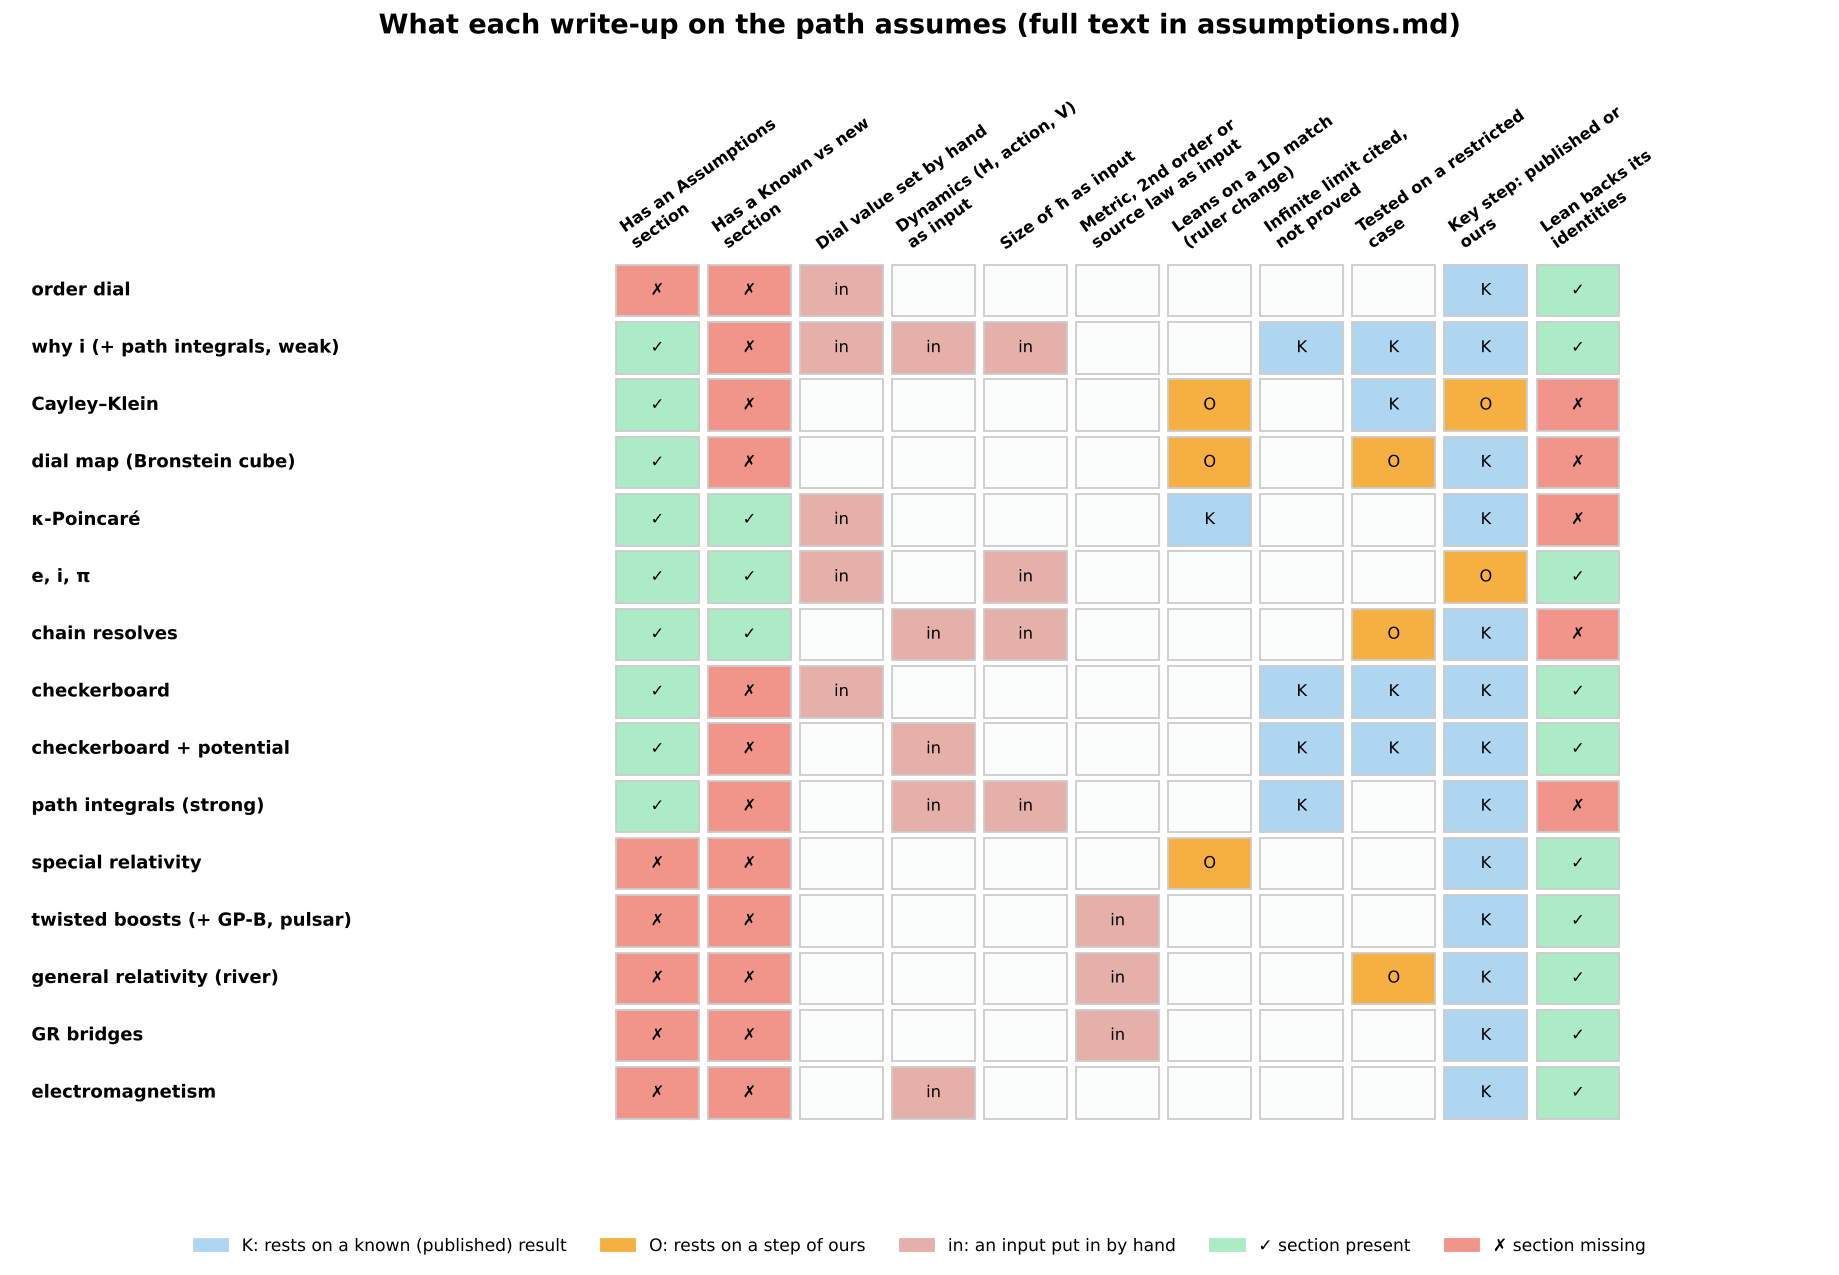 What each write-up on the path assumes (full text in assumptions.md)
Has an Assumptions
section
Has a Known vs new
section
Dial value set by hand
Dynamics (H, action, V)
as input
Size of ħ as input
Metric, 2nd order or
source law as input
Leans on a 1D match
(ruler change)
Infinite limit cited,
not proved
Tested on a restricted
case
Key step: published or
ours
Lean backs its
identities
order dial ✗ ✗ in K ✓
why i (+ path integrals, weak) ✓ ✗ in in in K K K ✓
Cayley–Klein ✓ ✗ O K O ✗
dial map (Bronstein cube) ✓ ✗ O O K ✗
κ-Poincaré ✓ ✓ in K K ✗
e, i, π ✓ ✓ in in O ✓
chain resolves ✓ ✓ in in O K ✗
checkerboard ✓ ✗ in K K K ✓
checkerboard + potential ✓ ✗ in K K K ✓
path integrals (strong) ✓ ✗ in in K K ✗
special relativity ✗ ✗ O K ✓
twisted boosts (+ GP-B, pulsar) ✗ ✗ in K ✓
general relativity (river) ✗ ✗ in O K ✓
GR bridges ✗ ✗ in K ✓
electromagnetism ✗ ✗ in K ✓
K: rests on a known (published) result O: rests on a step of ours in: an input put in by hand ✓ section present ✗ section missing